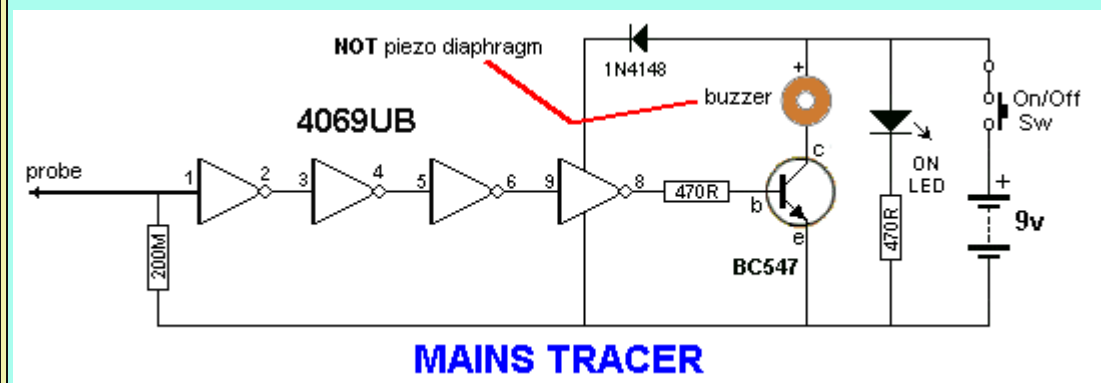 NOT piezo diaphragm
1N4148
+
buzzer
On/Off
Sw
4069UB
probe
1
2
3
4
5
6
9
8
470R
b
c
e
BC547
ON
LED
470R
+
9v
200M
MAINS TRACER